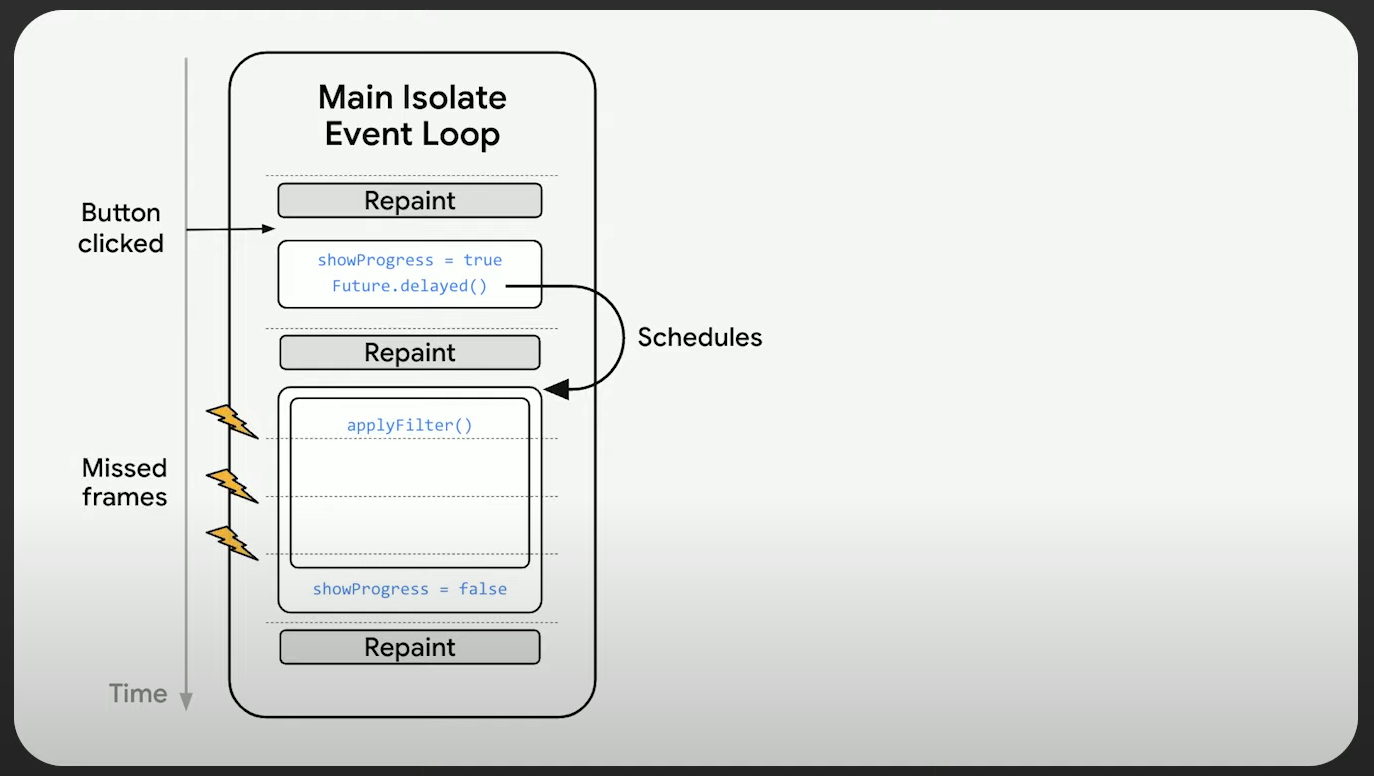 Main Isolate
Event Loop
Repaint
Button
clicked
showProgress = true
Future.delayed()
Schedules
Repaint
applyFilter()
Missed
frames
showProgress = false
Repaint
Time